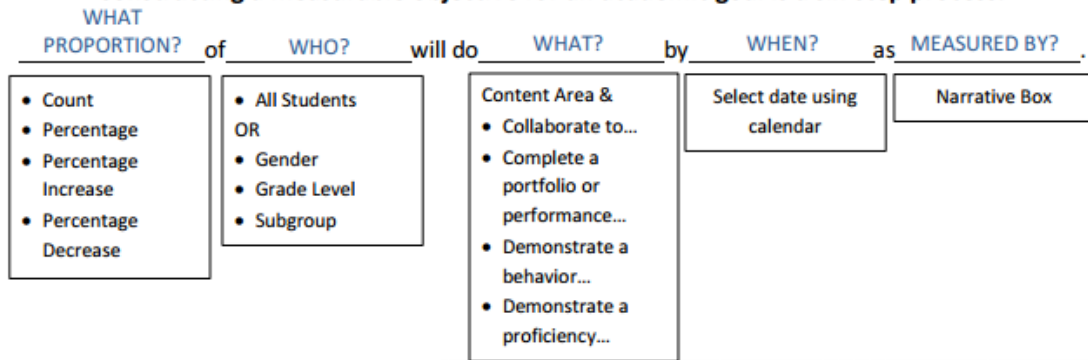 WHAT
PROPORTION? of WHO? will do WHAT? by WHEN? as MEASURED BY? .
• Count
• Percentage
• Percentage
Increase
• Percentage
Decrease
• All Students
OR
• Gender
• Grade Level
• Subgroup
Content Area &
• Collaborate to…
• Complete a
portfolio or
performance…
• Demonstrate a
behavior…
• Demonstrate a
proficiency…
Select date using
calendar
Narrative Box